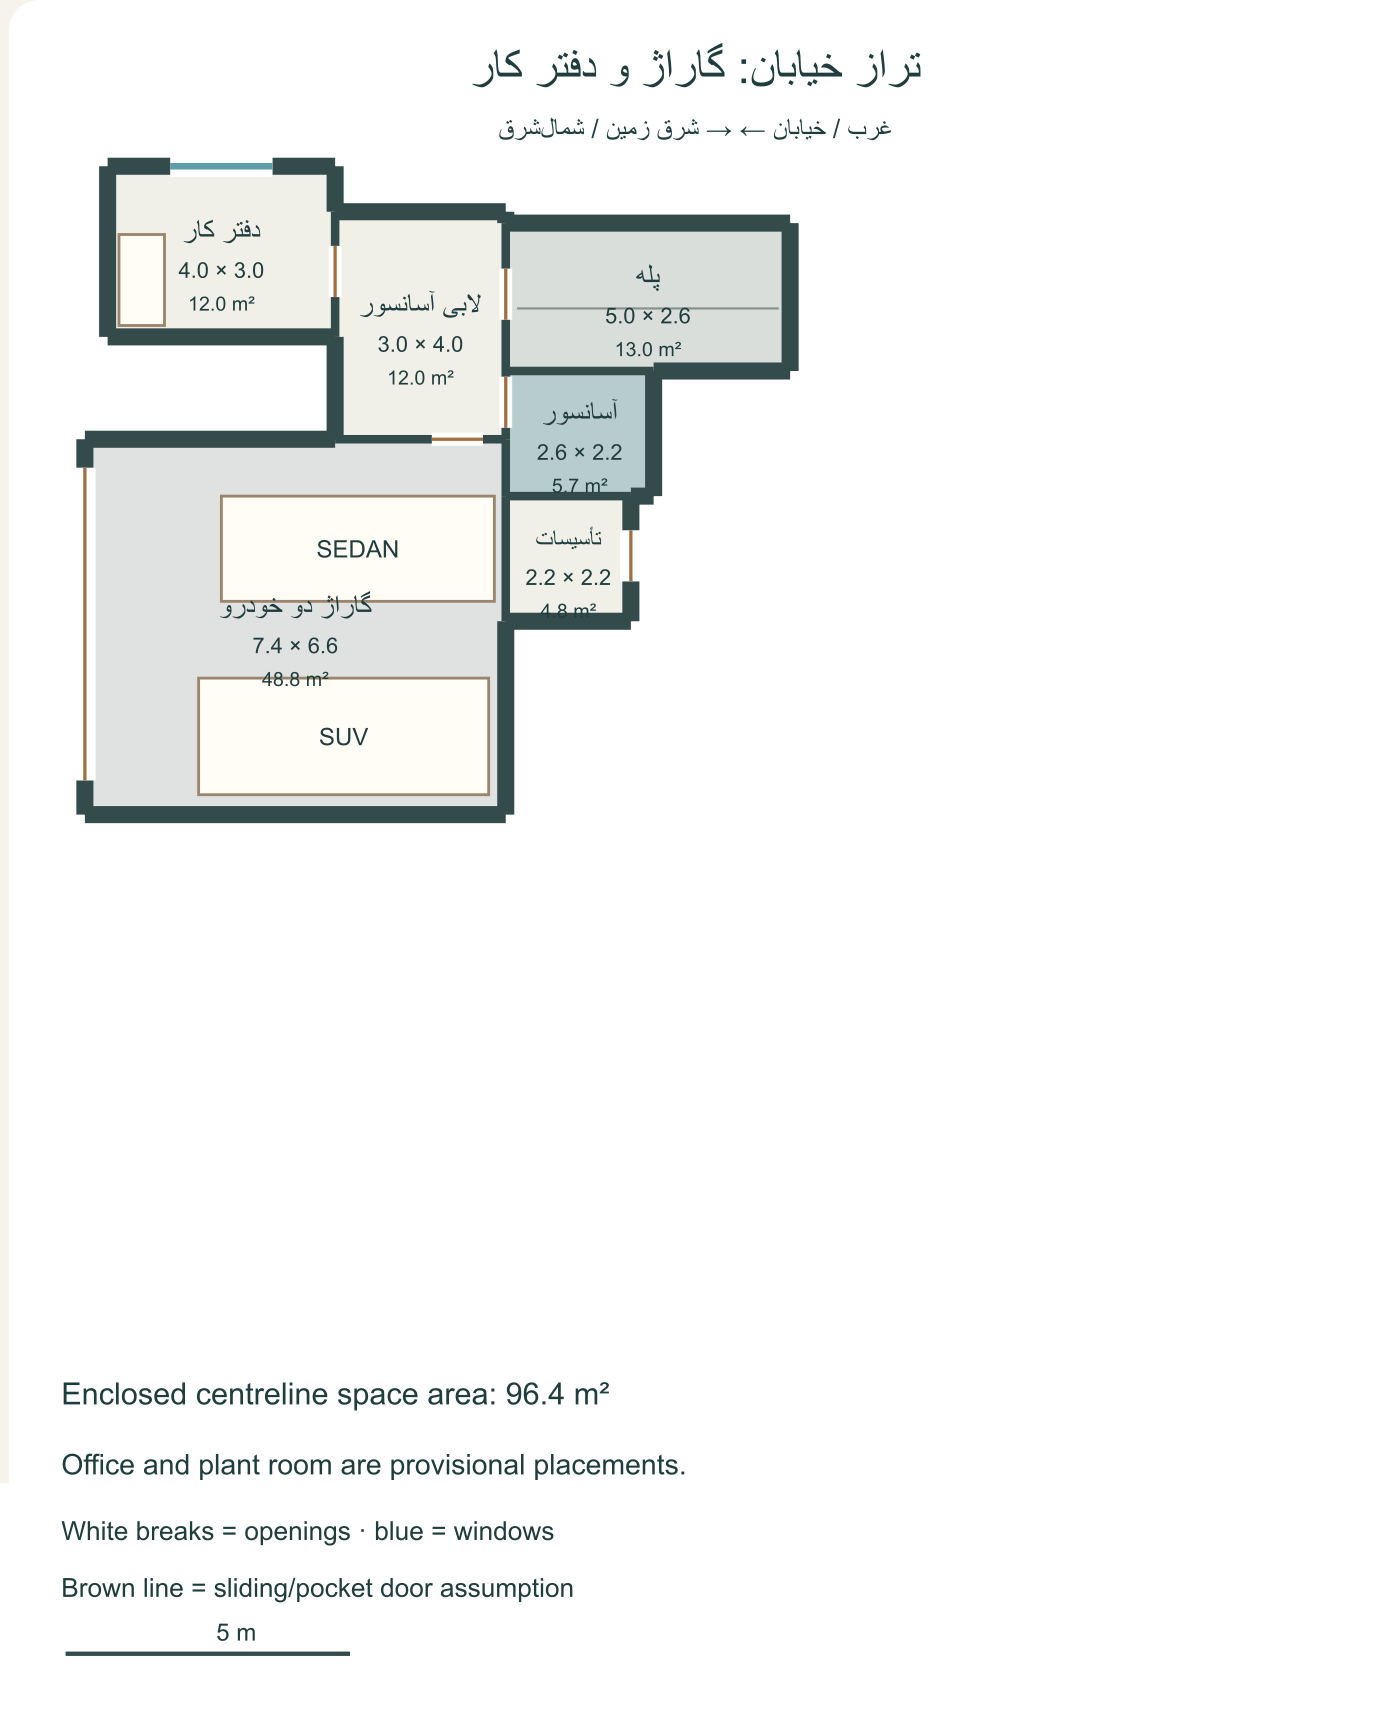 تراز خیابان: گاراژ و دفتر کار
غرب / خیابان ← → شرق زمین / شمال‌شرق
دفتر کار
4.0 × 3.0
12.0 m²
لابی آسانسور
3.0 × 4.0
12.0 m²
پله
5.0 × 2.6
13.0 m²
آسانسور
2.6 × 2.2
5.7 m²
تأسیسات
2.2 × 2.2
4.8 m²
SEDAN
گاراژ دو خودرو
7.4 × 6.6
48.8 m²
SUV
Enclosed centreline space area: 96.4 m²
Office and plant room are provisional placements.
White breaks = openings · blue = windows
Brown line = sliding/pocket door assumption
5 m